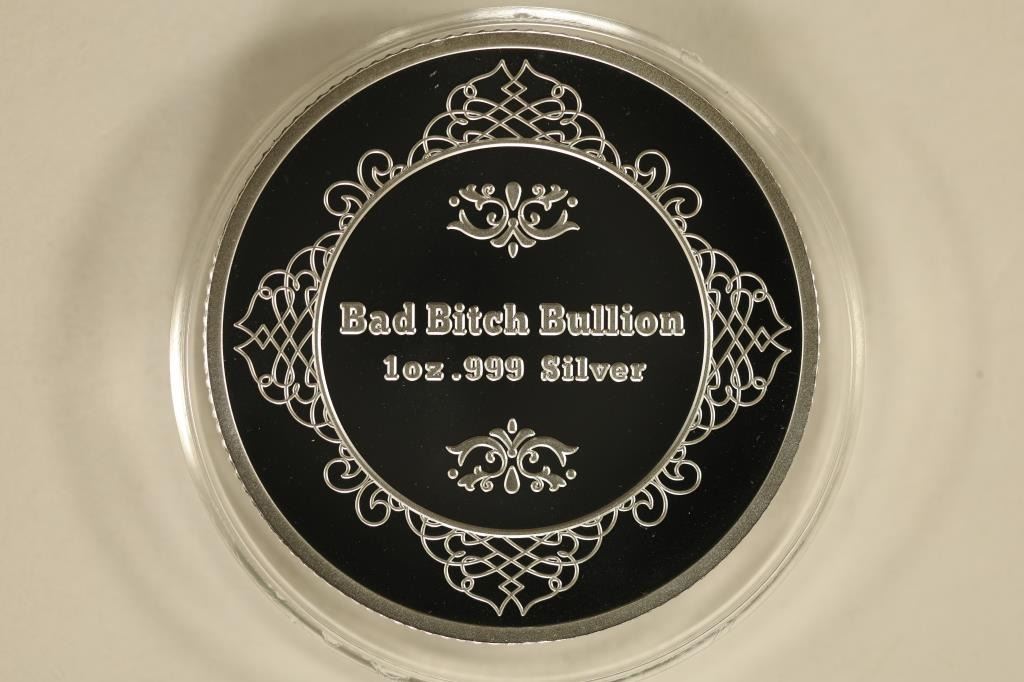 Bad Bitch Bullion
1oz .999 Silver